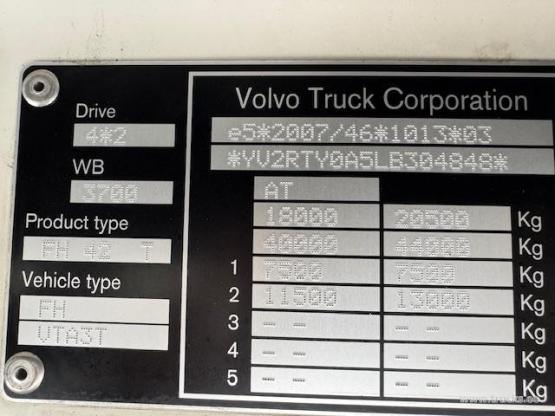 Drive
4*2
WB
3700
Product type
FH 42 T
Vehicle type
FH
VTA3T
Volvo Truck Corporation
e5*2007/46*1013*03
*YV2RTY0A5LB304848*
AT
18000 20500 Kg
40000 44000 Kg
1 7500 7500 Kg
2 11500 13000 Kg
3 -- -- Kg
4 -- -- Kg
5 -- -- Kg